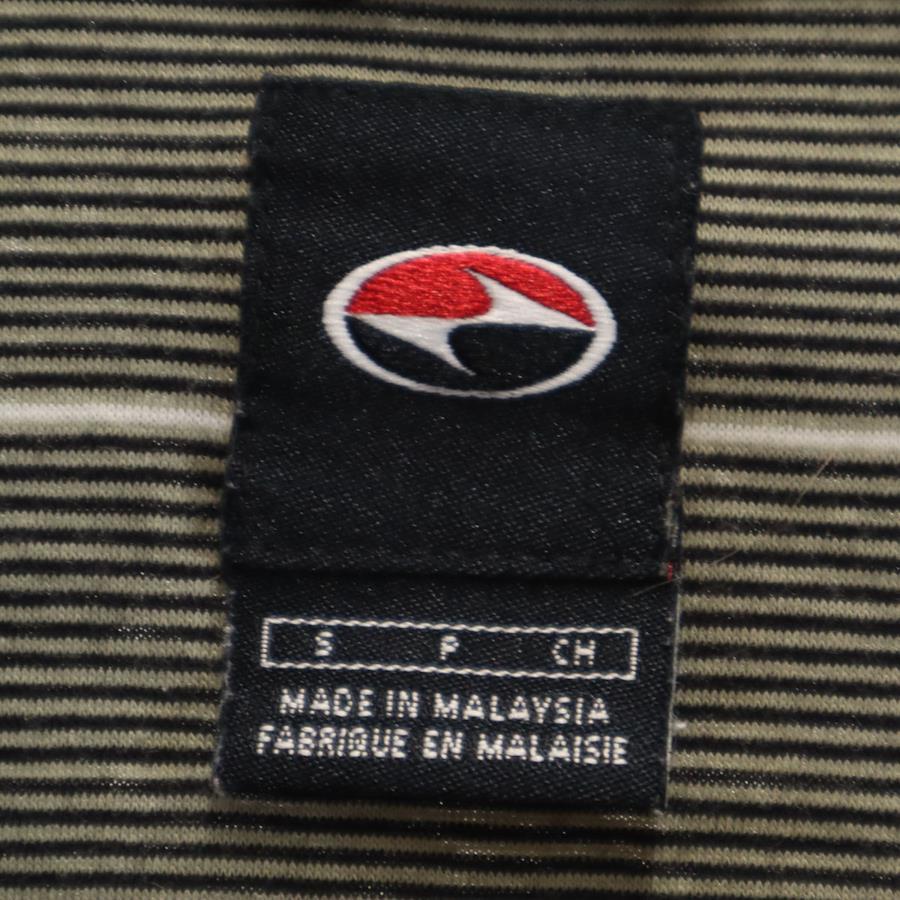 S P CH
MADE IN MALAYSIA
FABRIQUE EN MALAISIE